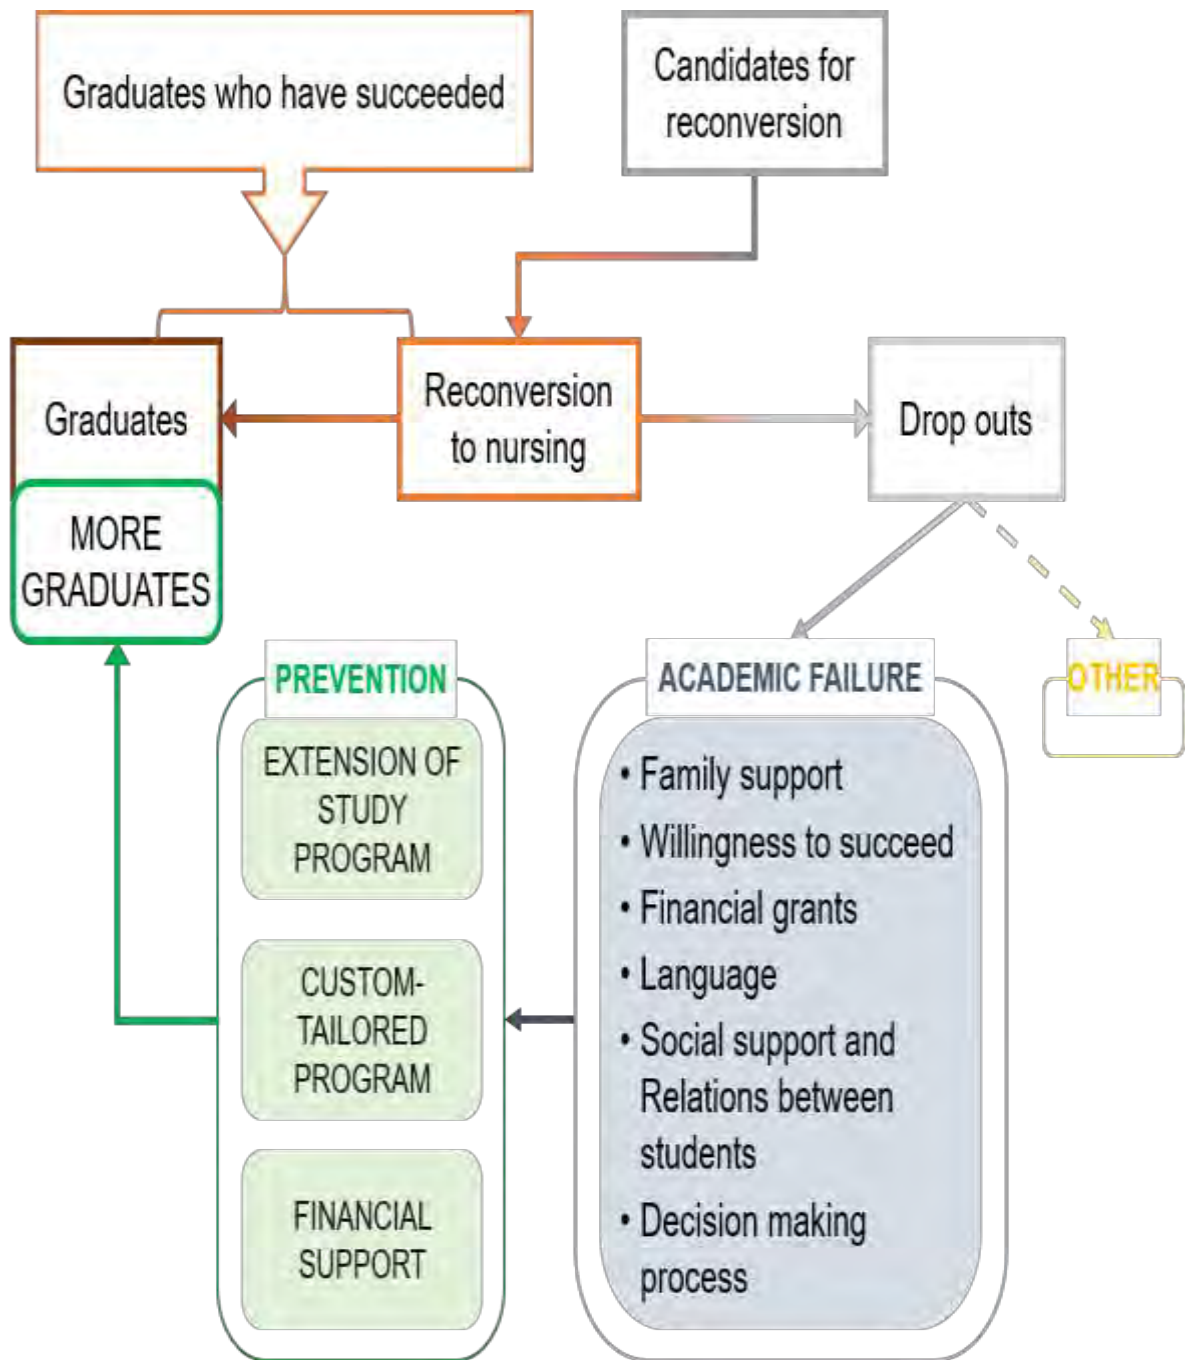 Graduates who have succeeded
Candidates for
reconversion
Graduates
Reconversion
to nursing
Drop outs
MORE
GRADUATES
PREVENTION
EXTENSION OF
STUDY
PROGRAM
CUSTOM-
TAILORED
PROGRAM
FINANCIAL
SUPPORT
ACADEMIC FAILURE
• Family support
• Willingness to succeed
• Financial grants
• Language
• Social support and
Relations between
students
• Decision making
process
OTHER